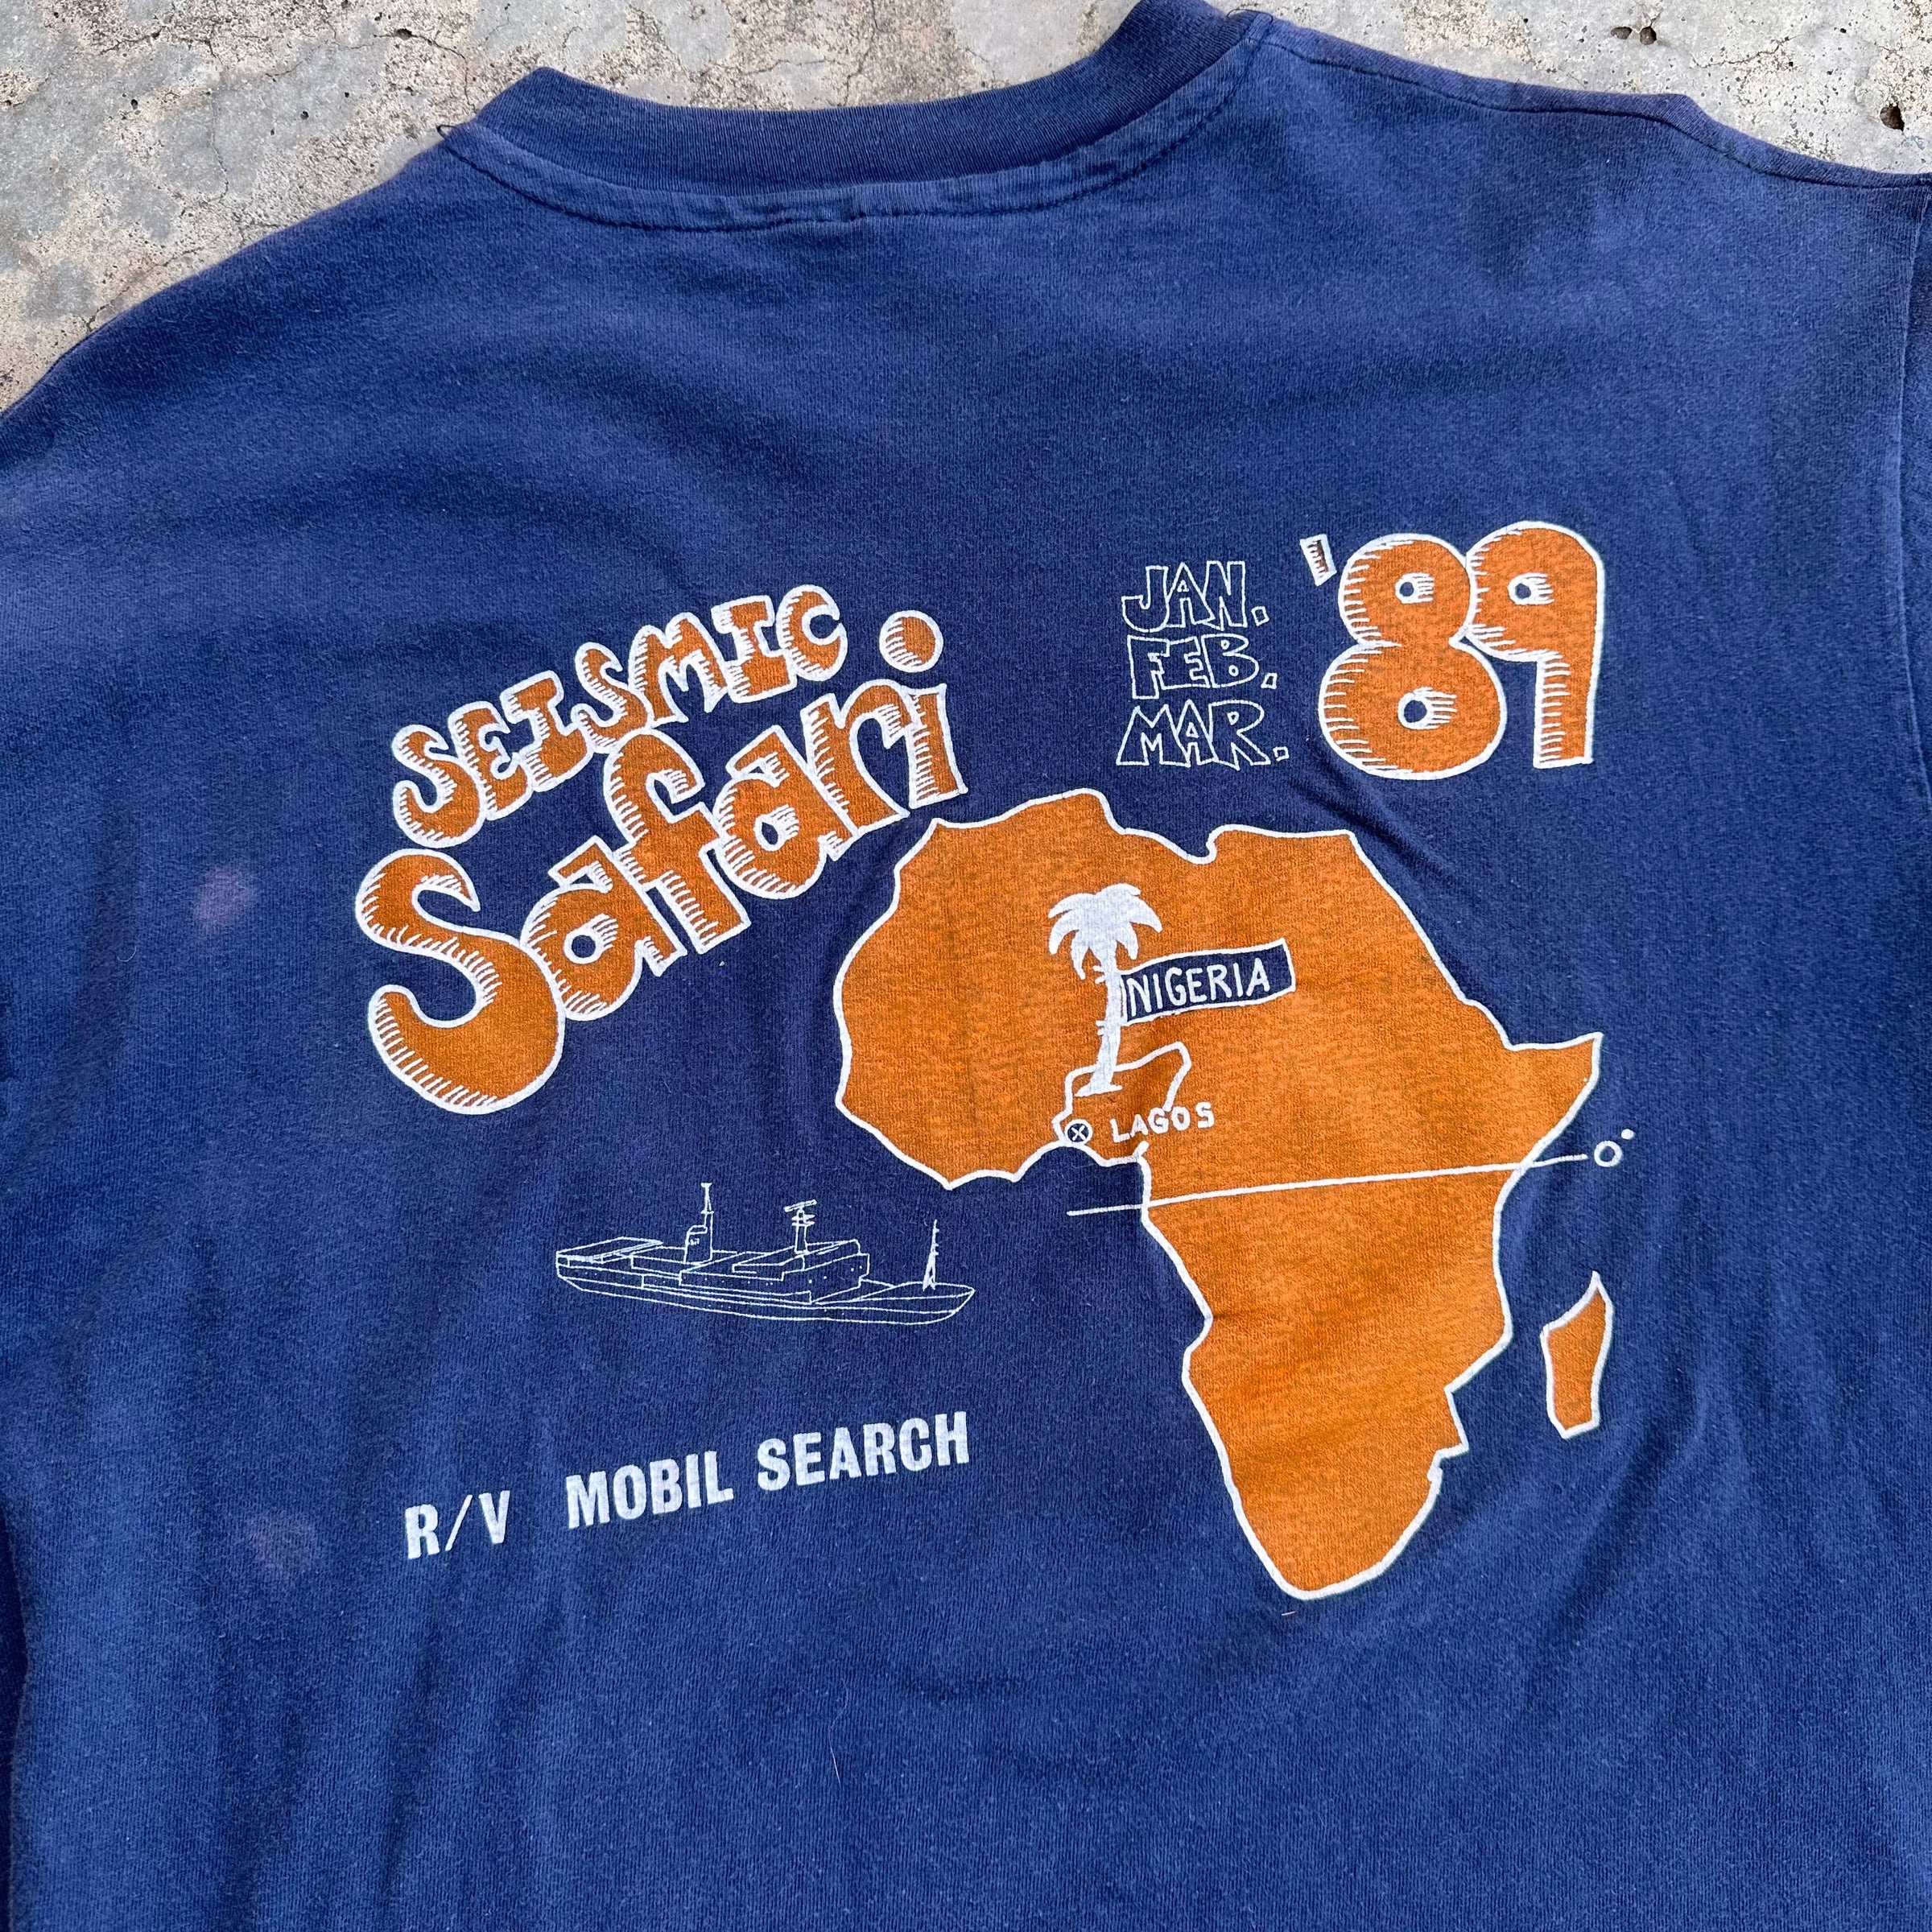 SEISMIC
Safari
JAN.
FEB.
MAR.
'89
NIGERIA
LAGOS
0°
R/V MOBIL SEARCH